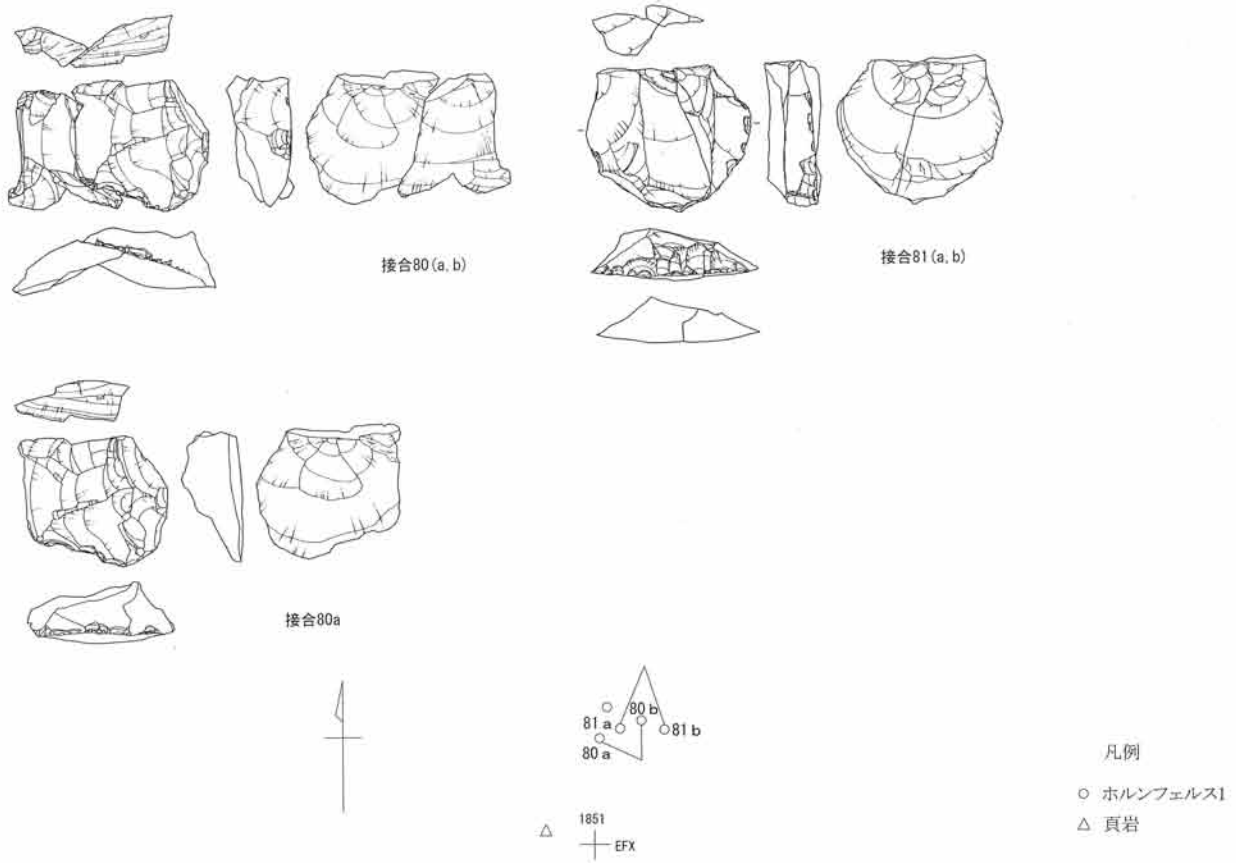 接合80(a, b)
接合81(a, b)
接合80a
80 b
81 a
81 b
80 a
凡例
○ ホルンフェルス1
△ 頁岩
1851
EFX